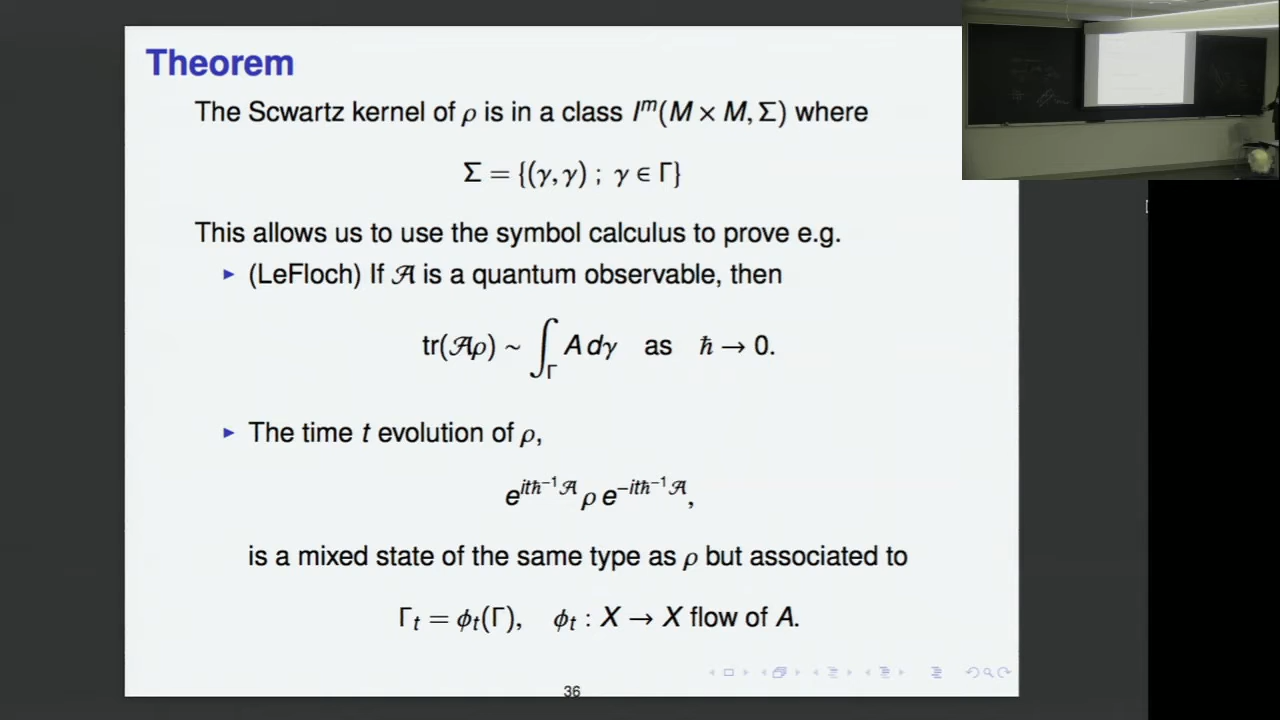 Theorem
The Scwartz kernel of ρ is in a class I^m(M × M, Σ) where
Σ = {(γ, γ) ; γ ∈ Γ}
This allows us to use the symbol calculus to prove e.g.
▸ (LeFloch) If 𝒜 is a quantum observable, then
tr(𝒜ρ) ~ ∫_Γ A dγ as ℏ → 0.
▸ The time t evolution of ρ,
e^{itℏ^{-1}𝒜} ρ e^{-itℏ^{-1}𝒜},
is a mixed state of the same type as ρ but associated to
Γ_t = ϕ_t(Γ), ϕ_t : X → X flow of A.
36